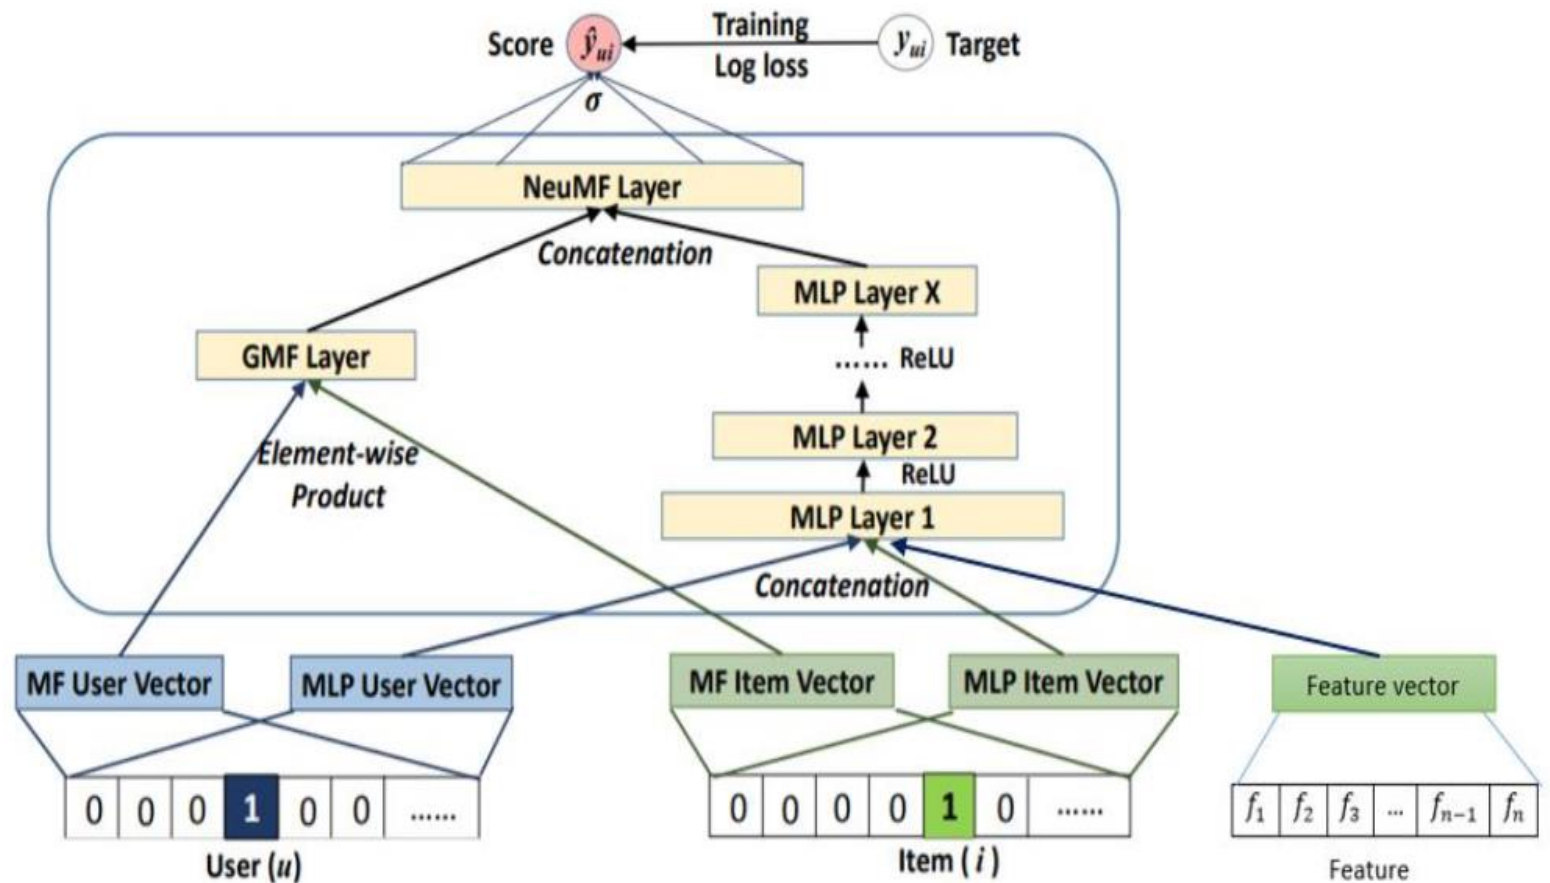 Score ŷui Training yui Target
Log loss
σ
NeuMF Layer
Concatenation
MLP Layer X
GMF Layer
...... ReLU
Element-wise
Product
MLP Layer 2
ReLU
MLP Layer 1
Concatenation
MF User Vector MLP User Vector MF Item Vector MLP Item Vector Feature vector
0 0 0 1 0 0 ......
0 0 0 0 1 0 ......
f1 f2 f3 ... fn−1 fn
User (u) Item ( i ) Feature